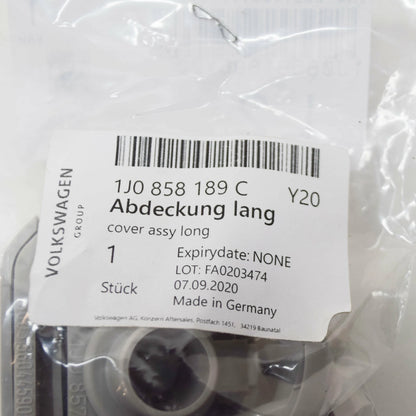 VOLKSWAGEN
GROUP
1J0 858 189 C Y20
Abdeckung lang
cover assy long
1 Expirydate: NONE
LOT: FA0203474
Stück 07.09.2020
Made in Germany
Volkswagen AG, Konzern Aftersales, Postfach 1451, 34219 Baunatal